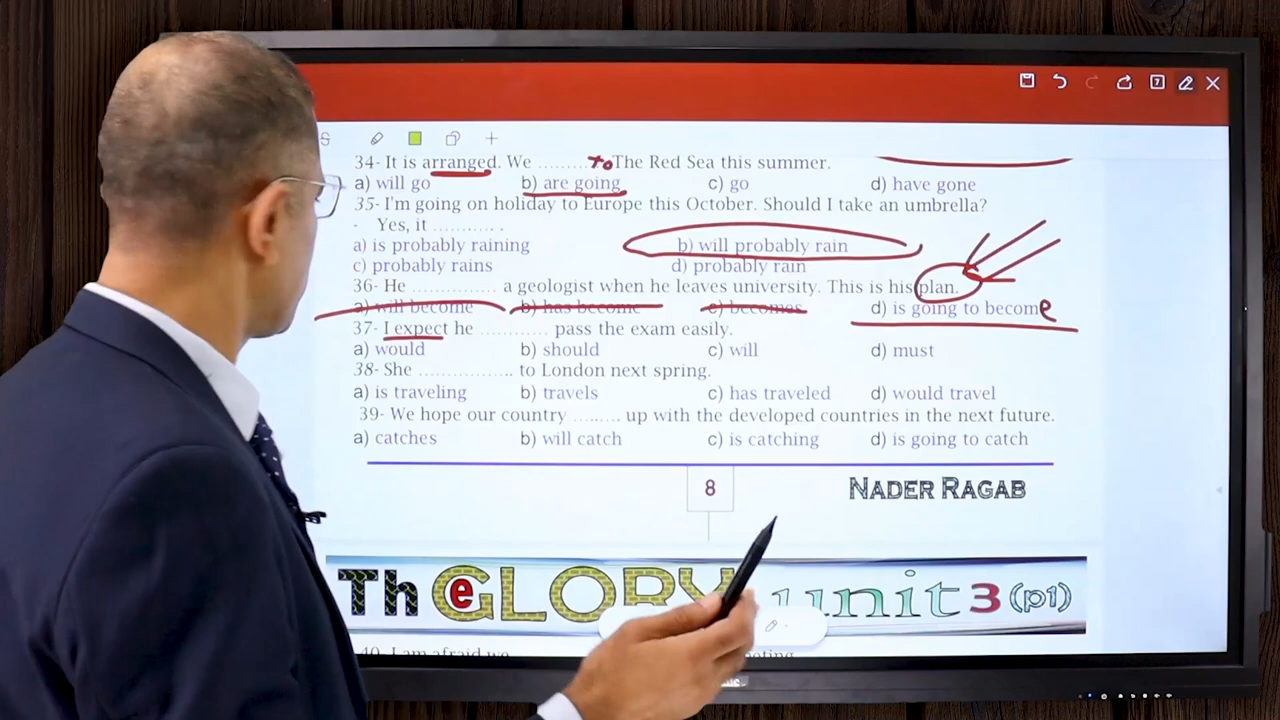 34- It is arranged. We ......... to The Red Sea this summer.
a) will go b) are going c) go d) have gone
35- I'm going on holiday to Europe this October. Should I take an umbrella?
- Yes, it ............ .
a) is probably raining b) will probably rain
c) probably rains d) probably rain
36- He .............. a geologist when he leaves university. This is his plan.
a) will become b) has become c) becomes d) is going to become
37- I expect he ............ pass the exam easily.
a) would b) should c) will d) must
38- She ................. to London next spring.
a) is traveling b) travels c) has traveled d) would travel
39- We hope our country .......... up with the developed countries in the next future.
a) catches b) will catch c) is catching d) is going to catch
8 NADER RAGAB
The GLORY unit 3 (p1)
40- I am afraid we